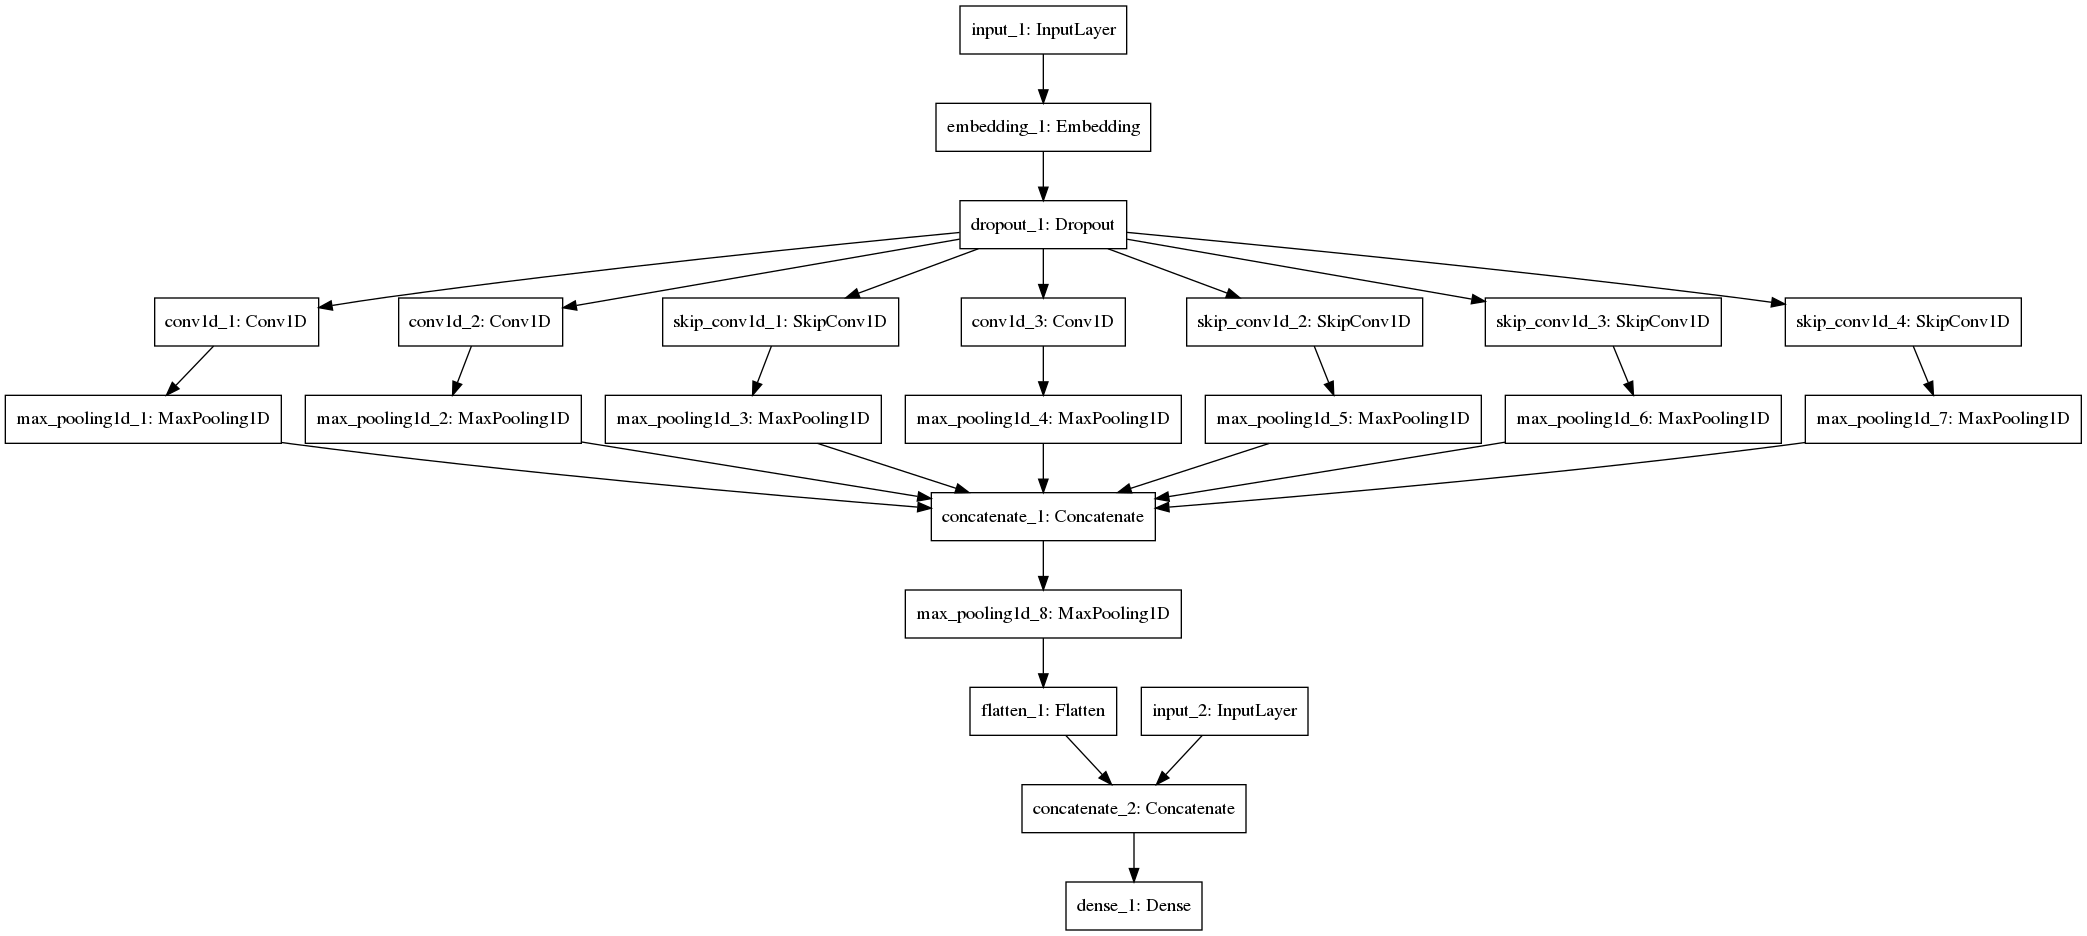 input_1: InputLayer
embedding_1: Embedding
dropout_1: Dropout
conv1d_1: Conv1D
conv1d_2: Conv1D
skip_conv1d_1: SkipConv1D
conv1d_3: Conv1D
skip_conv1d_2: SkipConv1D
skip_conv1d_3: SkipConv1D
skip_conv1d_4: SkipConv1D
max_pooling1d_1: MaxPooling1D
max_pooling1d_2: MaxPooling1D
max_pooling1d_3: MaxPooling1D
max_pooling1d_4: MaxPooling1D
max_pooling1d_5: MaxPooling1D
max_pooling1d_6: MaxPooling1D
max_pooling1d_7: MaxPooling1D
concatenate_1: Concatenate
max_pooling1d_8: MaxPooling1D
flatten_1: Flatten
input_2: InputLayer
concatenate_2: Concatenate
dense_1: Dense